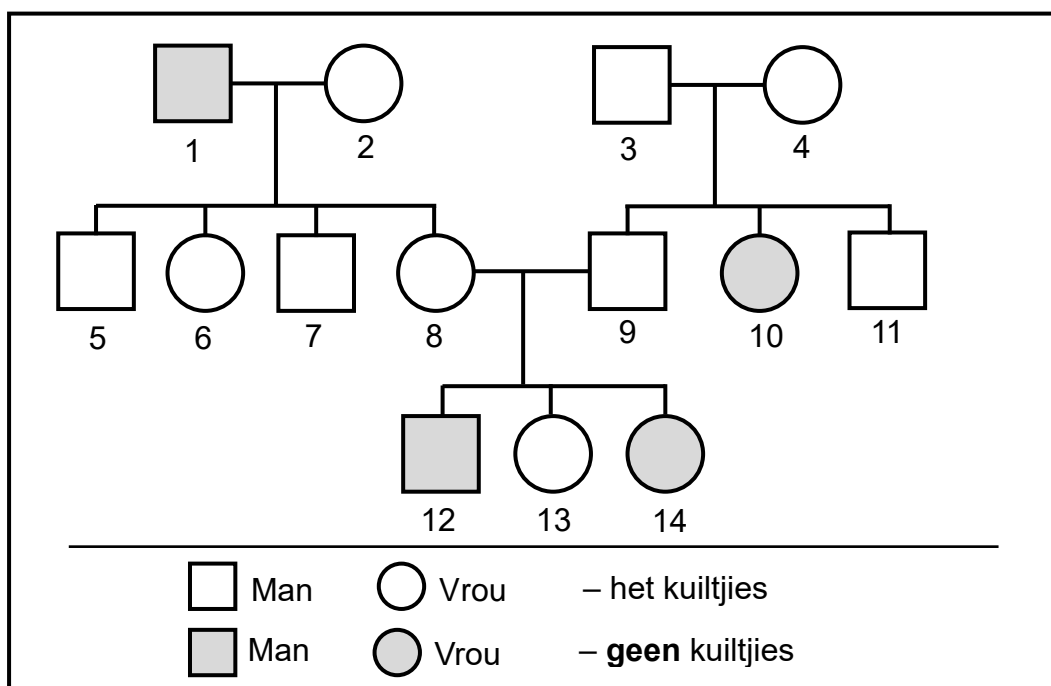 1 2 3 4
5 6 7 8 9 10 11
12 13 14
Man Vrou – het kuiltjies
Man Vrou – geen kuiltjies